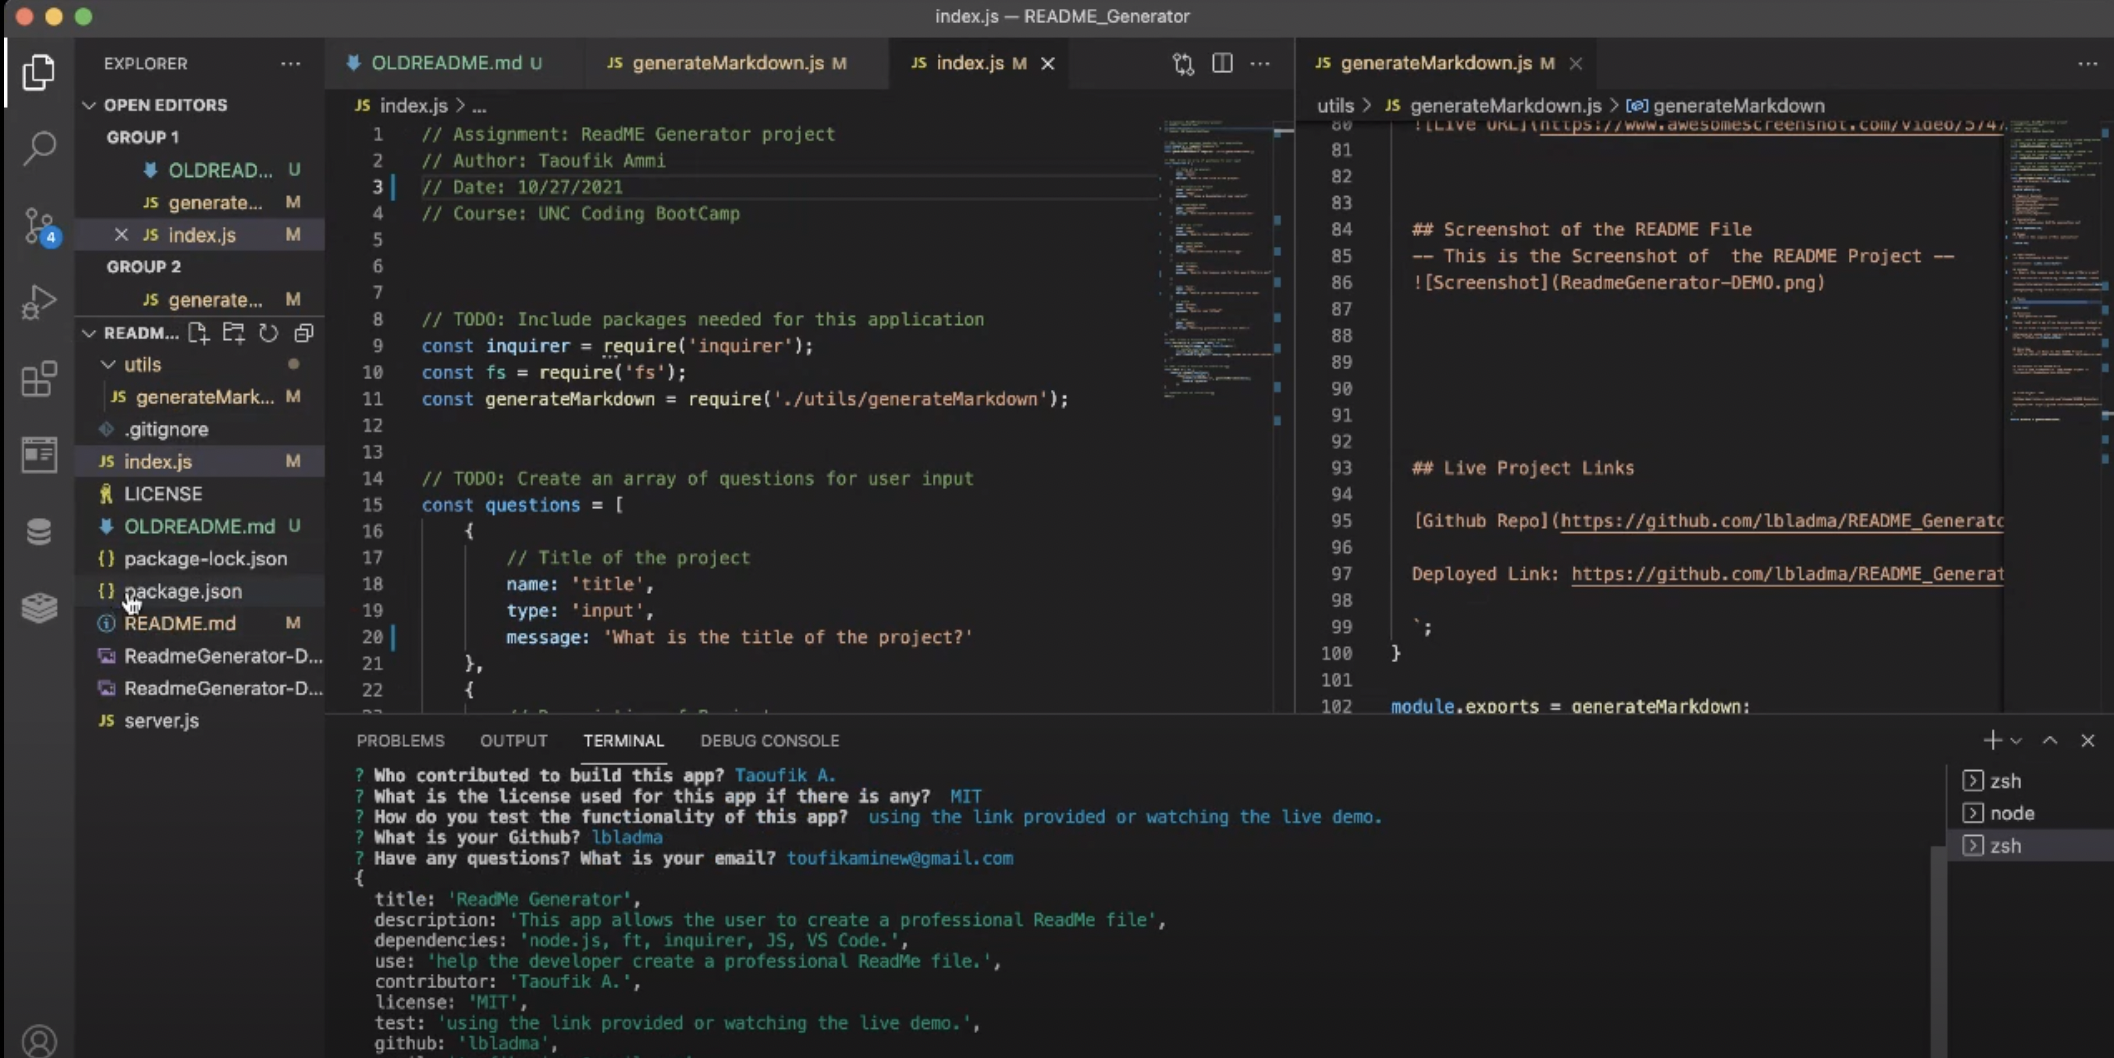 index.js — README_Generator
EXPLORER
OPEN EDITORS
GROUP 1
OLDREAD... U
JS generate... M
JS index.js M
GROUP 2
JS generate... M
READM...
utils
JS generateMark... M
.gitignore
JS index.js M
LICENSE
OLDREADME.md U
{} package-lock.json
{} package.json
README.md M
ReadmeGenerator-D...
ReadmeGenerator-D...
JS server.js
4
OLDREADME.md U
JS generateMarkdown.js M
JS index.js M
JS index.js > ...
1 // Assignment: ReadME Generator project
2 // Author: Taoufik Ammi
3 // Date: 10/27/2021
4 // Course: UNC Coding BootCamp
5
6
7
8 // TODO: Include packages needed for this application
9 const inquirer = require('inquirer');
10 const fs = require('fs');
11 const generateMarkdown = require('./utils/generateMarkdown');
12
13
14 // TODO: Create an array of questions for user input
15 const questions = [
16 {
17 // Title of the project
18 name: 'title',
19 type: 'input',
20 message: 'What is the title of the project?'
21 },
22 {
JS generateMarkdown.js M
utils > JS generateMarkdown.js > generateMarkdown
80 ![Live URL](https://www.awesomescreenshot.com/video/5747
81
82
83
84 ## Screenshot of the README File
85 -- This is the Screenshot of the README Project --
86 ![Screenshot](ReadmeGenerator-DEMO.png)
87
88
89
90
91
92
93 ## Live Project Links
94
95 [Github Repo](https://github.com/lbladma/README_Generato
96
97 Deployed Link: https://github.com/lbladma/README_Generat
98
99 `;
100 }
101
102 module.exports = generateMarkdown;
PROBLEMS OUTPUT TERMINAL DEBUG CONSOLE
? Who contributed to build this app? Taoufik A.
? What is the license used for this app if there is any? MIT
? How do you test the functionality of this app? using the link provided or watching the live demo.
? What is your Github? lbladma
? Have any questions? What is your email? toufikaminew@gmail.com
{
title: 'ReadMe Generator',
description: 'This app allows the user to create a professional ReadMe file',
dependencies: 'node.js, ft, inquirer, JS, VS Code.',
use: 'help the developer create a professional ReadMe file.',
contributor: 'Taoufik A.',
license: 'MIT',
test: 'using the link provided or watching the live demo.',
github: 'lbladma',
zsh
node
zsh